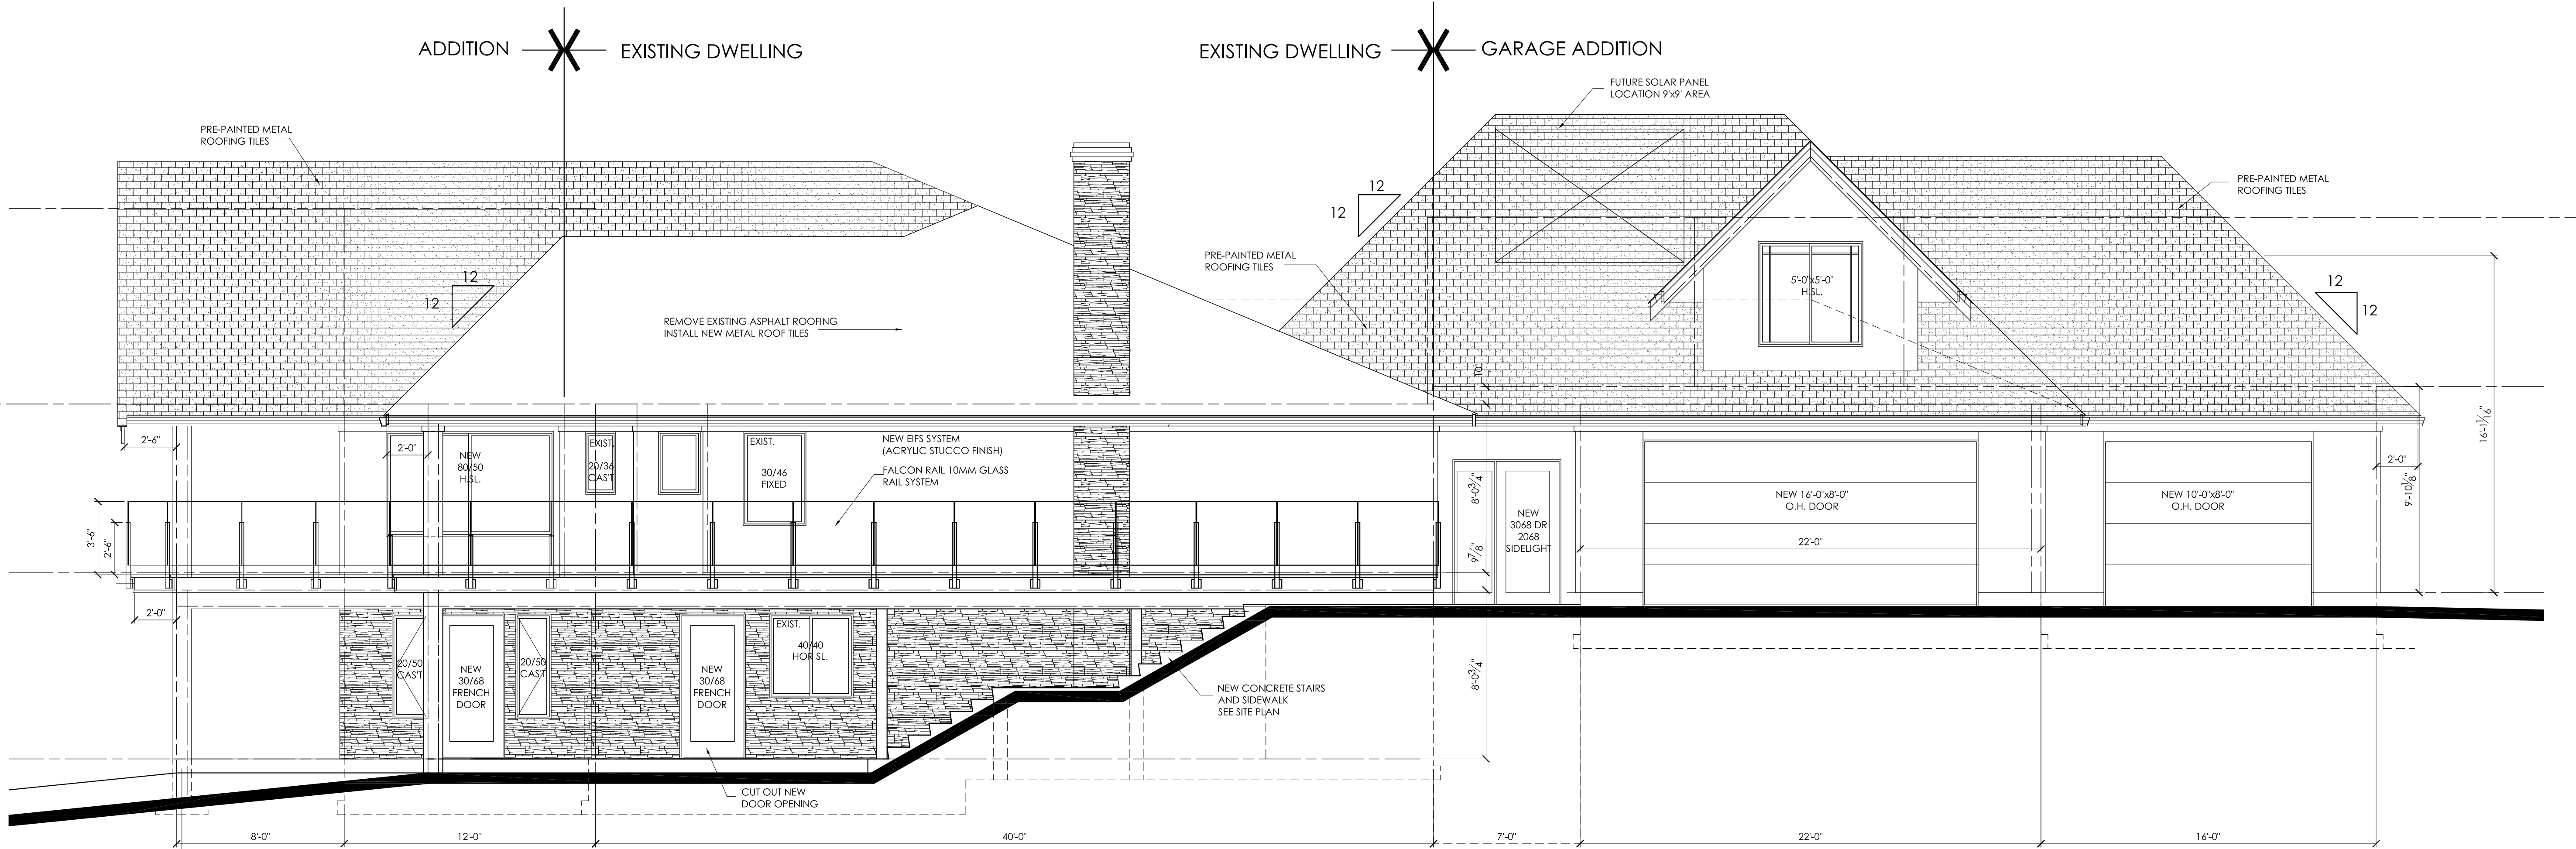 ADDITION
EXISTING DWELLING
EXISTING DWELLING
GARAGE ADDITION
FUTURE SOLAR PANEL
LOCATION 9'x9' AREA
PRE-PAINTED METAL
ROOFING TILES
PRE-PAINTED METAL
ROOFING TILES
12
12
PRE-PAINTED METAL
ROOFING TILES
12
12
5'-0"x5'-0"
H.SL.
12
12
REMOVE EXISTING ASPHALT ROOFING
INSTALL NEW METAL ROOF TILES
10"
16'-1 1/16"
2'-6"
2'-0"
NEW
80/50
H.SL.
EXIST.
20/36
CAS'T
EXIST.
30/46
FIXED
NEW EIFS SYSTEM
(ACRYLIC STUCCO FINISH)
FALCON RAIL 10MM GLASS
RAIL SYSTEM
8'-0 3/4"
NEW
3068 DR
2068
SIDELIGHT
NEW 16'-0"x8'-0"
O.H. DOOR
NEW 10'-0"x8'-0"
O.H. DOOR
2'-0"
9'-10 1/8"
3'-6"
2'-6"
9 7/8"
22'-0"
2'-0"
20/50
CAS'T
NEW
30/68
FRENCH
DOOR
20/50
CAS'T
NEW
30/68
FRENCH
DOOR
EXIST.
40/40
HOR SL.
8'-0 3/4"
NEW CONCRETE STAIRS
AND SIDEWALK
SEE SITE PLAN
CUT OUT NEW
DOOR OPENING
8'-0"
12'-0"
40'-0"
7'-0"
22'-0"
16'-0"